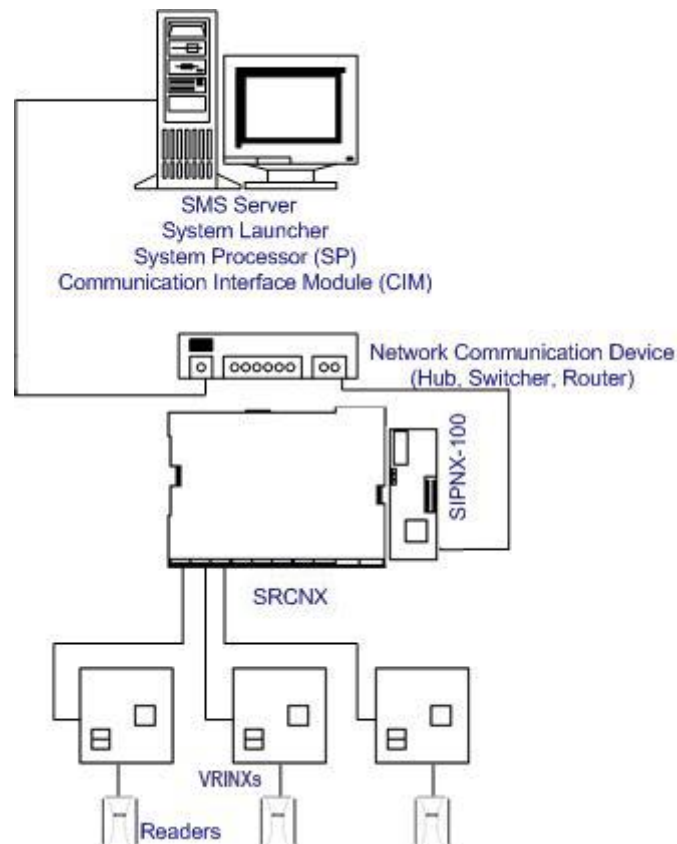 SMS Server
System Launcher
System Processor (SP)
Communication Interface Module (CIM)
Network Communication Device
(Hub, Switcher, Router)
SIPNX-100
SRCNX
VRINXs
Readers